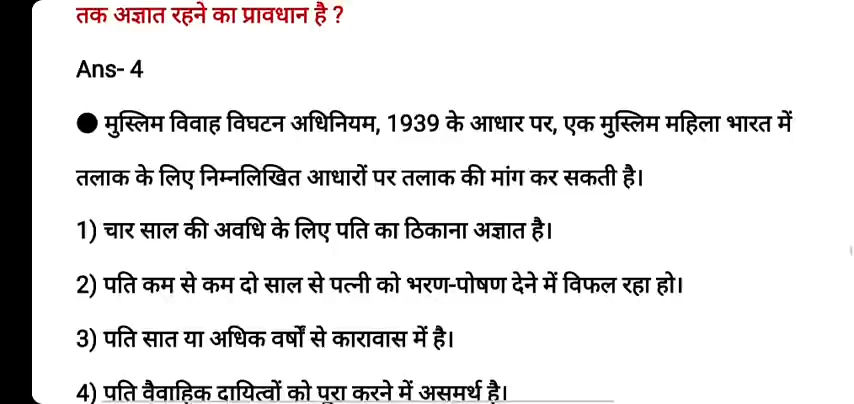 तक अज्ञात रहने का प्रावधान है ?
Ans- 4
● मुस्लिम विवाह विघटन अधिनियम, 1939 के आधार पर, एक मुस्लिम महिला भारत में
तलाक के लिए निम्नलिखित आधारों पर तलाक की मांग कर सकती है।
1) चार साल की अवधि के लिए पति का ठिकाना अज्ञात है।
2) पति कम से कम दो साल से पत्नी को भरण-पोषण देने में विफल रहा हो।
3) पति सात या अधिक वर्षों से कारावास में है।
4) पति वैवाहिक दायित्वों को पूरा करने में असमर्थ है।